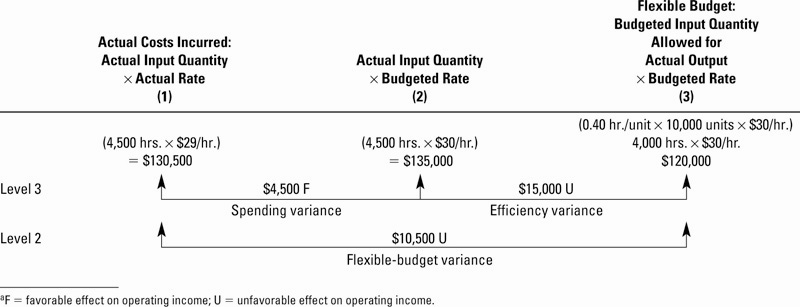 Actual Costs Incurred:
Actual Input Quantity
× Actual Rate
(1)
Actual Input Quantity
× Budgeted Rate
(2)
Flexible Budget:
Budgeted Input Quantity
Allowed for
Actual Output
× Budgeted Rate
(3)
(4,500 hrs. × $29/hr.)
= $130,500
(4,500 hrs. × $30/hr.)
= $135,000
(0.40 hr./unit × 10,000 units × $30/hr.)
4,000 hrs. × $30/hr.
$120,000
Level 3
$4,500 F
Spending variance
$15,000 U
Efficiency variance
Level 2
$10,500 U
Flexible-budget variance
ᵃF = favorable effect on operating income; U = unfavorable effect on operating income.